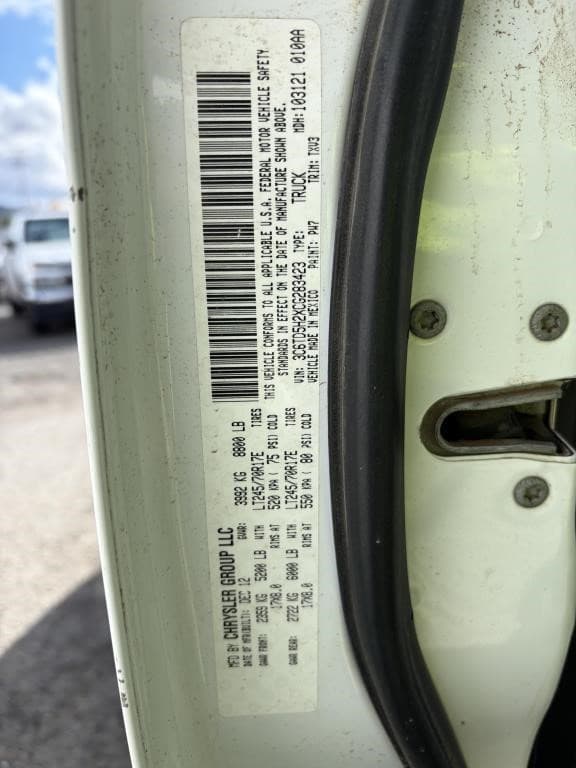 MFD BY CHRYSLER GROUP LLC
DATE OF MFR(BUILT): DEC 12 GVWR: 3992 KG 8800 LB
GAWR FRONT: 2359 KG 5200 LB WITH LT245/70R17E TIRES
17X8.0 RIMS AT 520 KPA ( 75 PSI) COLD
GAWR REAR: 2722 KG 6000 LB WITH LT245/70R17E TIRES
17X8.0 RIMS AT 550 KPA ( 80 PSI) COLD
THIS VEHICLE CONFORMS TO ALL APPLICABLE U.S.A. FEDERAL MOTOR VEHICLE SAFETY
STANDARDS IN EFFECT ON THE DATE OF MANUFACTURE SHOWN ABOVE.
VIN: 3C6TD5H2XCG283423 TYPE: TRUCK MDH: 103121 010AA
VEHICLE MADE IN MEXICO PAINT: PW7 TRIM: TXV3